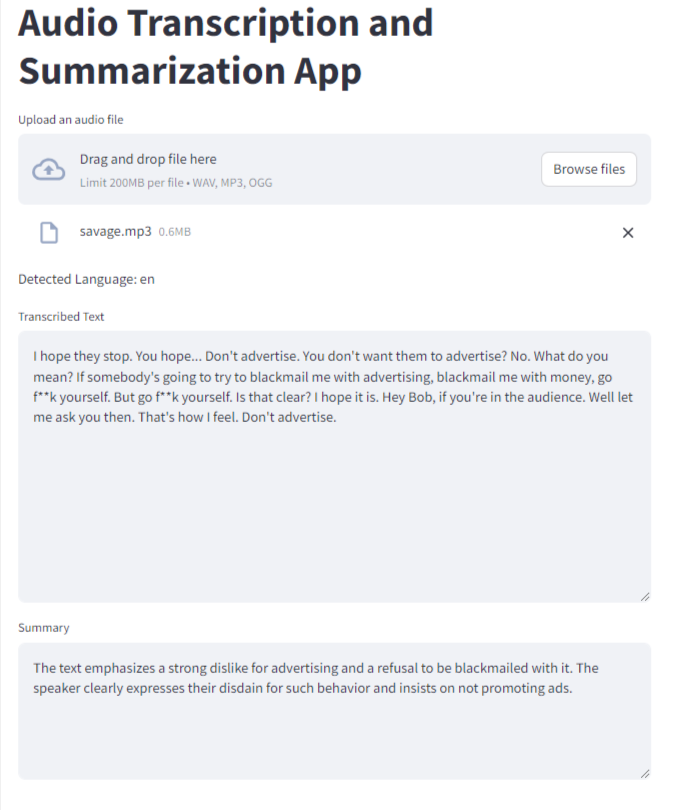 Audio Transcription and
Summarization App
Upload an audio file
Drag and drop file here
Limit 200MB per file • WAV, MP3, OGG
Browse files
savage.mp3 0.6MB
Detected Language: en
Transcribed Text
I hope they stop. You hope... Don't advertise. You don't want them to advertise? No. What do you
mean? If somebody's going to try to blackmail me with advertising, blackmail me with money, go
f**k yourself. But go f**k yourself. Is that clear? I hope it is. Hey Bob, if you're in the audience. Well let
me ask you then. That's how I feel. Don't advertise.
Summary
The text emphasizes a strong dislike for advertising and a refusal to be blackmailed with it. The
speaker clearly expresses their disdain for such behavior and insists on not promoting ads.